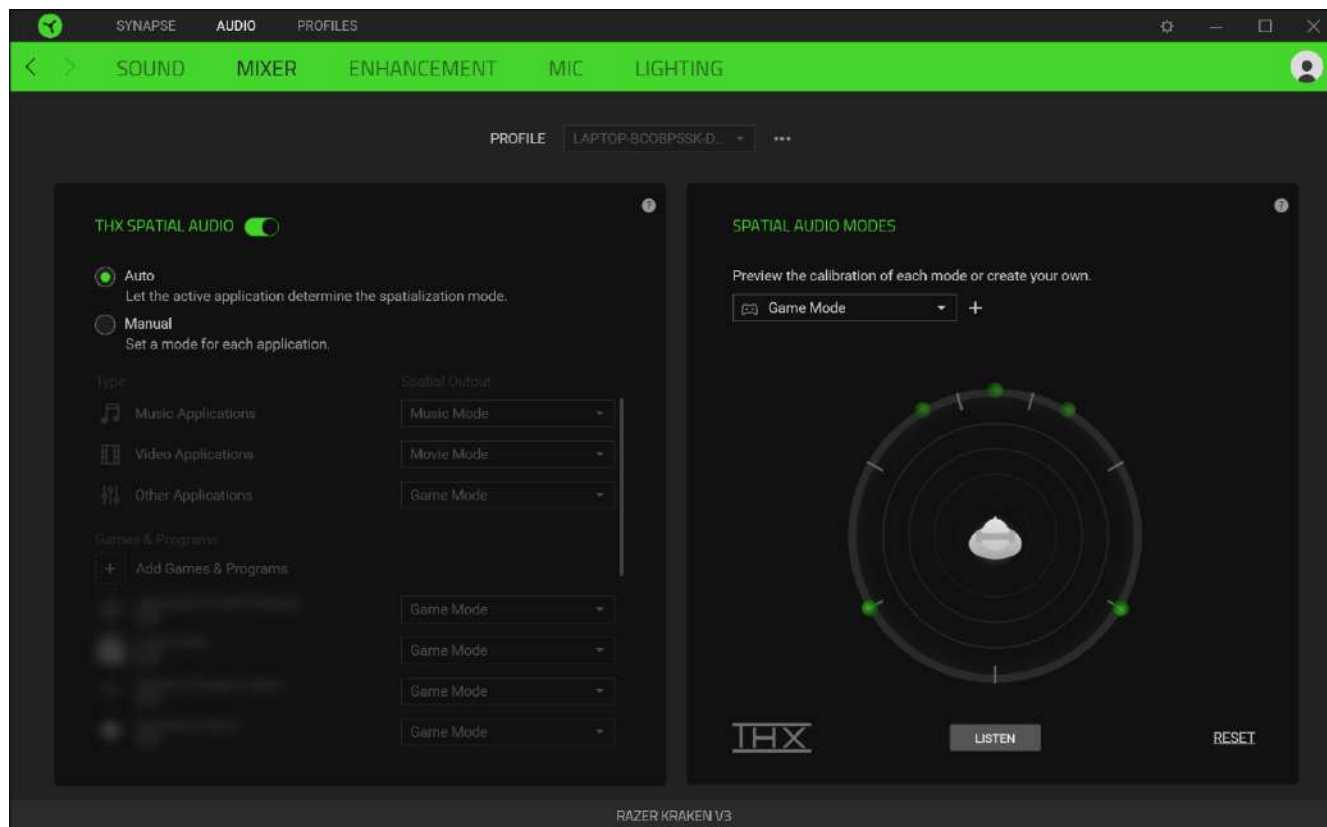 SYNAPSE AUDIO PROFILES
SOUND MIXER ENHANCEMENT MIC LIGHTING
PROFILE LAPTOP-BCOBPSSK-D...
THX SPATIAL AUDIO
Auto
Let the active application determine the spatialization mode.
Manual
Set a mode for each application.
Type Spatial Output
Music Applications Music Mode
Video Applications Movie Mode
Other Applications Game Mode
Games & Programs
Add Games & Programs
Game Mode
Game Mode
Game Mode
Game Mode
SPATIAL AUDIO MODES
Preview the calibration of each mode or create your own.
Game Mode
THX
LISTEN
RESET
RAZER KRAKEN V3